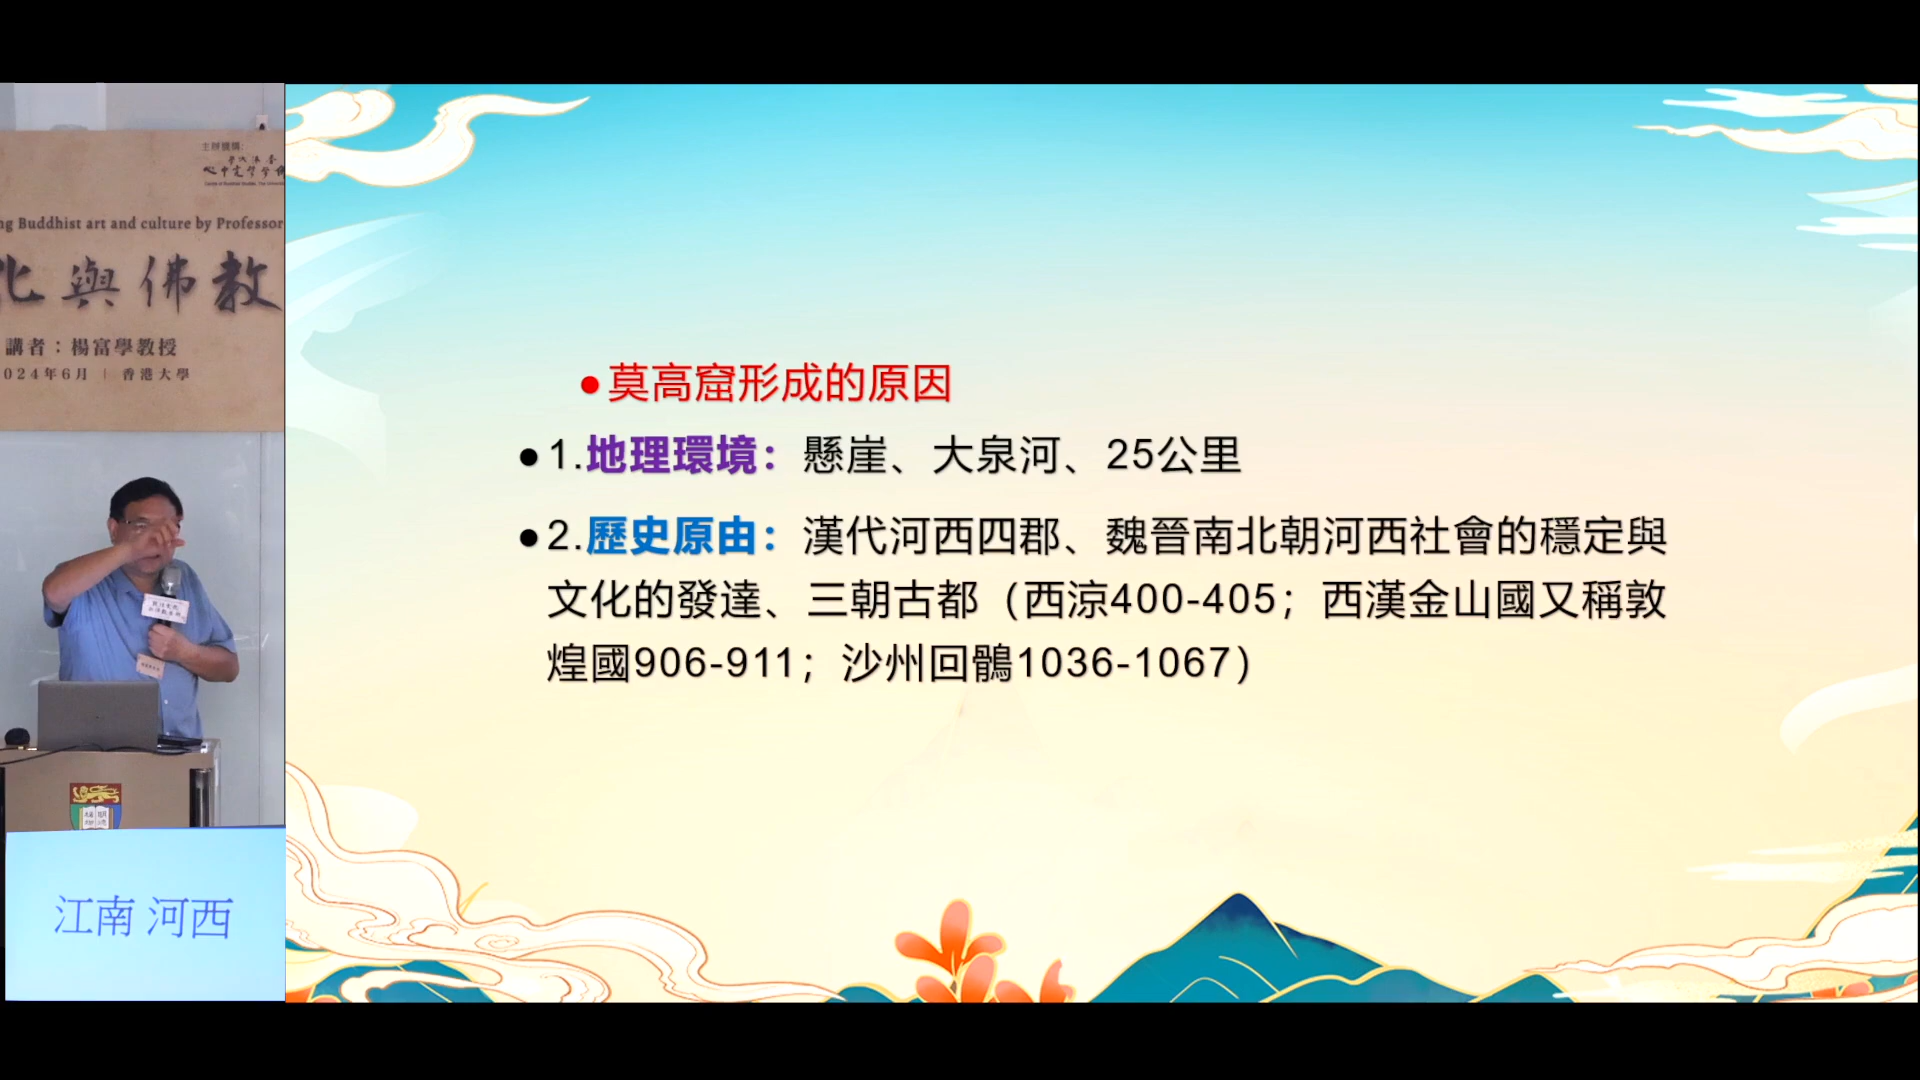 主辦機構:
ng Buddhist art and culture by Professor
化與佛教
講者：楊富學教授
024年6月 | 香港大學
江南 河西
•莫高窟形成的原因
•1.地理環境：懸崖、大泉河、25公里
•2.歷史原由：漢代河西四郡、魏晉南北朝河西社會的穩定與
文化的發達、三朝古都（西涼400-405；西漢金山國又稱敦
煌國906-911；沙州回鶻1036-1067）